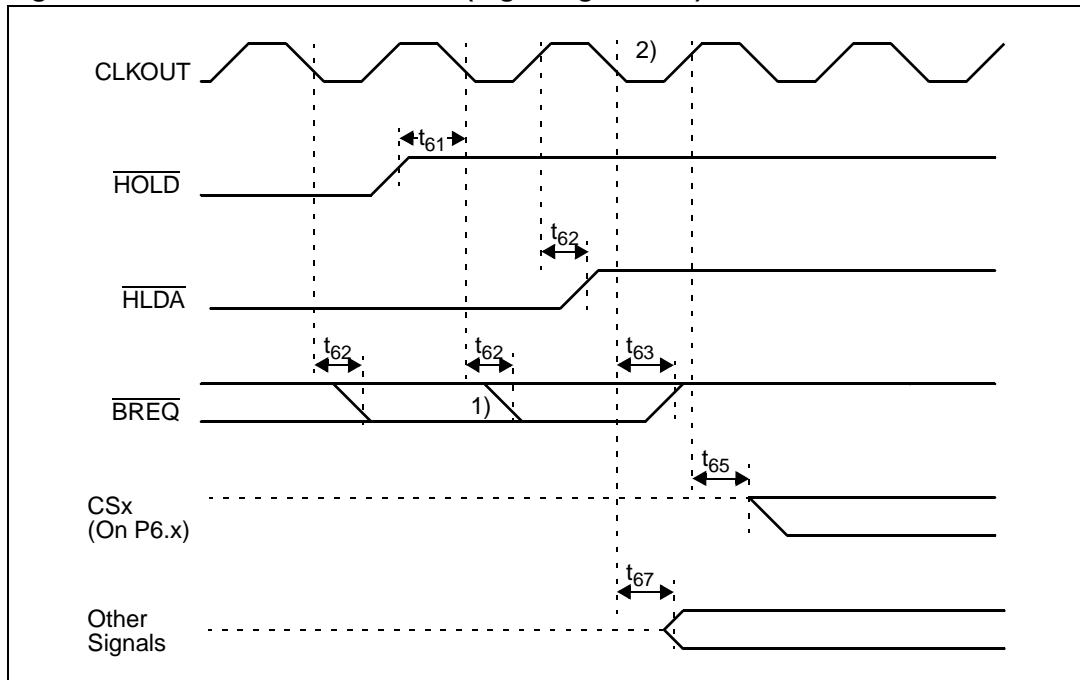 2)
CLKOUT
t61
HOLD
t62
HLDA
t62 t62 t63
BREQ 1)
t65
CSx
(On P6.x)
t67
Other
Signals